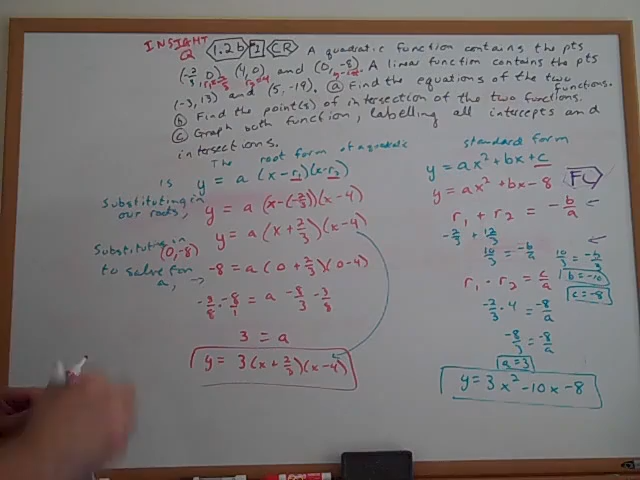 INSIGHT Q 1.2b 1 CR A quadratic function contains the pts
(-2/3, 0), (4, 0) and (0, -8). A linear function contains the pts
r₂=4 y-int.
(-3, 13) and (5, -19). (a) Find the equations of the two functions.
(b) Find the point(s) of intersection of the two functions.
(c) Graph both function, labelling all intercepts and
intersections.
The root form of a quadratic
is y = a (x-r₁)(x-r₂)
Substituting in our roots, y = a (x-(-2/3))(x-4)
y = a (x+2/3)(x-4)
Substituting in (0,-8)
to solve for a, → -8 = a (0+2/3)(0-4)
-3/8 · -8/1 = a -8/3 · -3/8
3 = a
y = 3(x+2/3)(x-4)
standard form
y = ax² + bx + c
y = ax² + bx - 8 FC
r₁ + r₂ = -b/a
-2/3 + 12/3
10/3 = -b/a 10/3 = -b/3
b = -10
r₁ · r₂ = c/a c = -8
-2/3 · 4 = -8/a
-8/3 = -8/a
a = 3
y = 3x² - 10x - 8